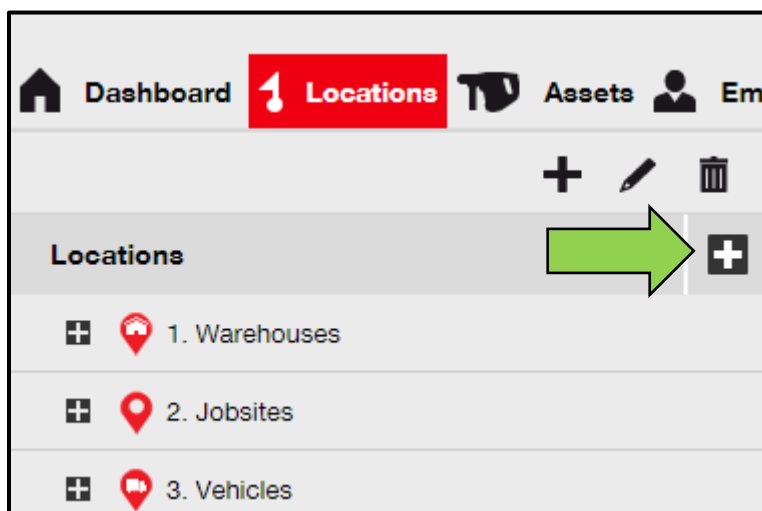 Dashboard Locations Assets Em
Locations
1. Warehouses
2. Jobsites
3. Vehicles